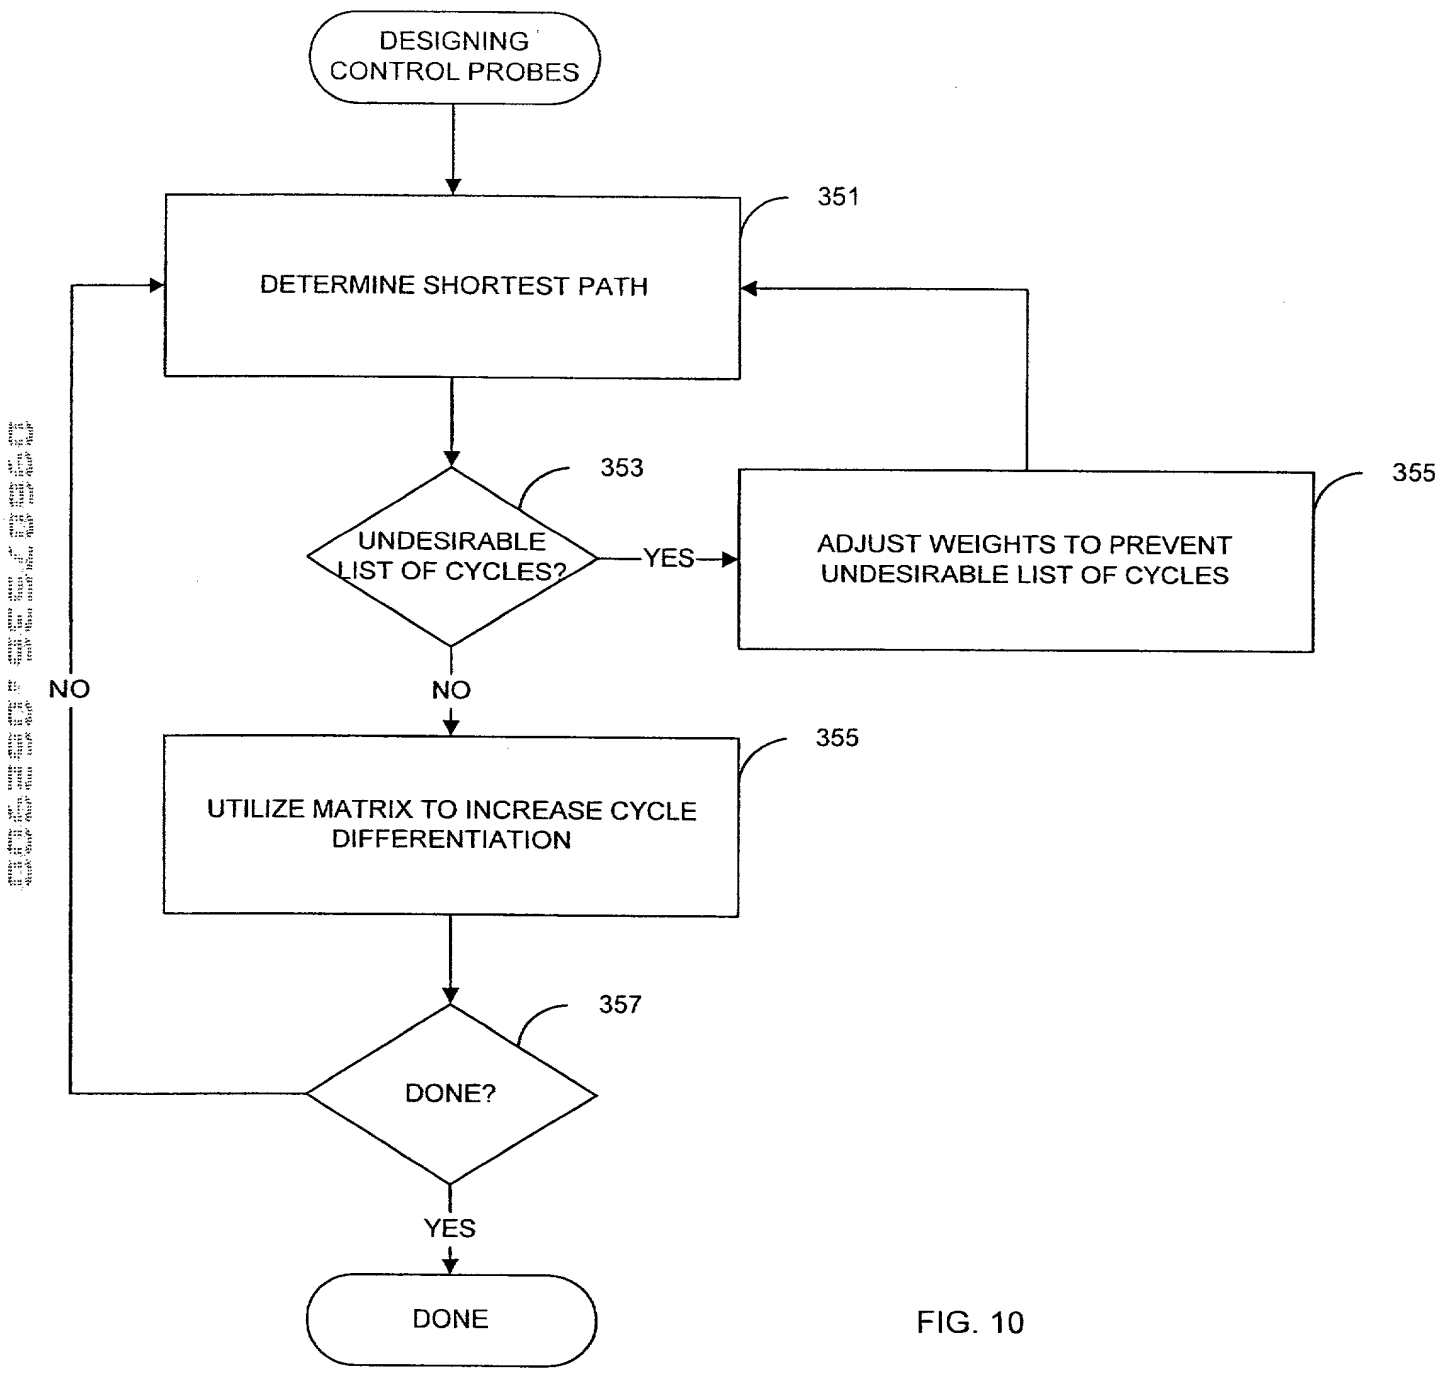 DESIGNING
CONTROL PROBES
351
DETERMINE SHORTEST PATH
353
355
UNDESIRABLE
LIST OF CYCLES?
YES
ADJUST WEIGHTS TO PREVENT
UNDESIRABLE LIST OF CYCLES
NO
NO
355
UTILIZE MATRIX TO INCREASE CYCLE
DIFFERENTIATION
357
DONE?
YES
DONE
FIG. 10